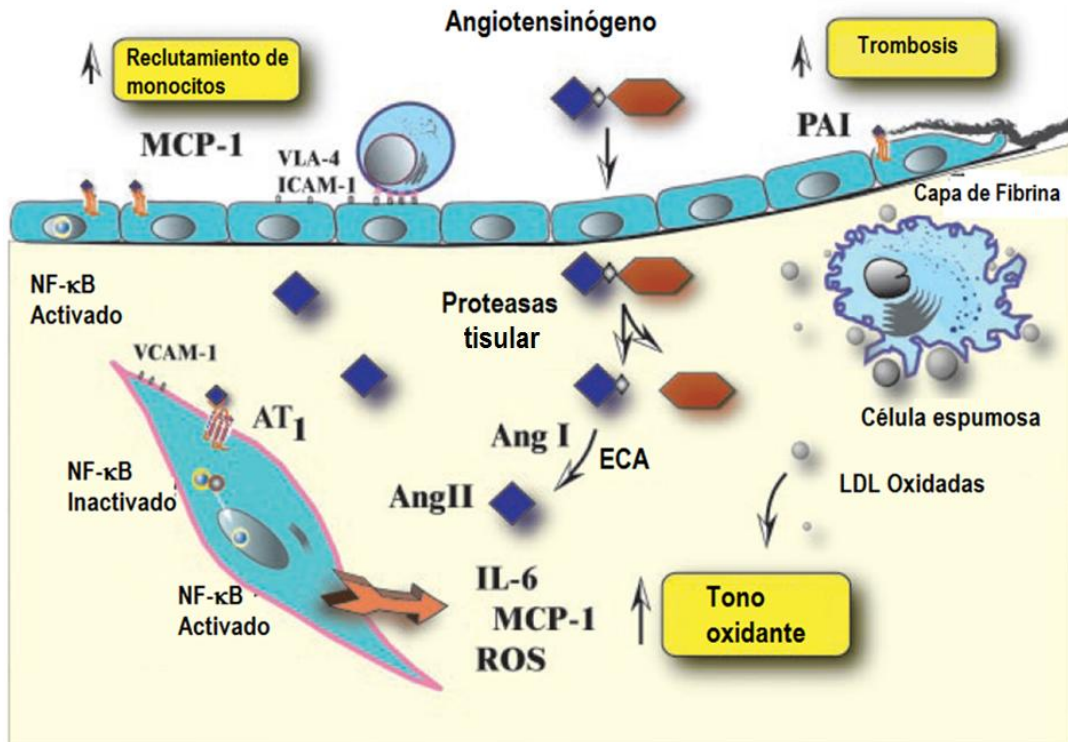 Angiotensinógeno
Reclutamiento de
monocitos
Trombosis
MCP-1
PAI
VLA-4
ICAM-1
Capa de Fibrina
NF-κB
Activado
Proteasas
tisular
VCAM-1
AT1
Célula espumosa
Ang I
ECA
NF-κB
Inactivado
LDL Oxidadas
AngII
NF-κB
Activado
IL-6
MCP-1
ROS
Tono
oxidante